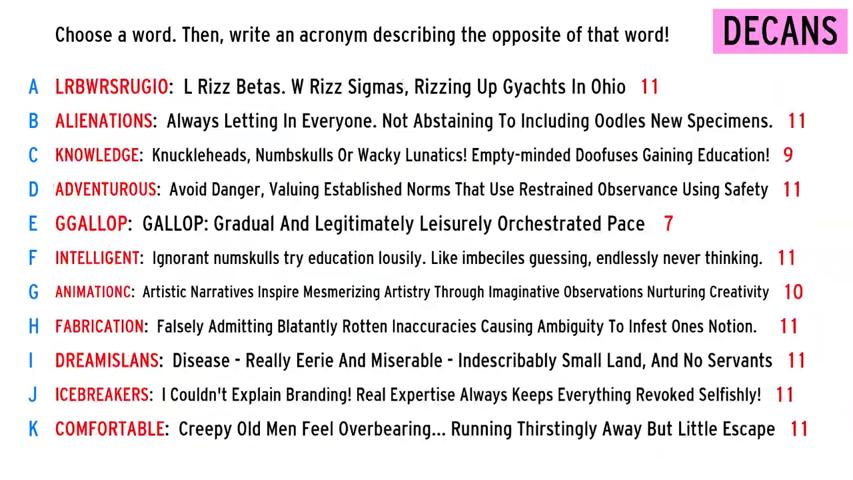 Choose a word. Then, write an acronym describing the opposite of that word!
DECANS
A LRBWRSRUGIO: L Rizz Betas. W Rizz Sigmas, Rizzing Up Gyachts In Ohio 11
B ALIENATIONS: Always Letting In Everyone. Not Abstaining To Including Oodles New Specimens. 11
C KNOWLEDGE: Knuckleheads, Numbskulls Or Wacky Lunatics! Empty-minded Doofuses Gaining Education! 9
D ADVENTUROUS: Avoid Danger, Valuing Established Norms That Use Restrained Observance Using Safety 11
E GGALLOP: GALLOP: Gradual And Legitimately Leisurely Orchestrated Pace 7
F INTELLIGENT: Ignorant numskulls try education lousily. Like imbeciles guessing, endlessly never thinking. 11
G ANIMATIONC: Artistic Narratives Inspire Mesmerizing Artistry Through Imaginative Observations Nurturing Creativity 10
H FABRICATION: Falsely Admitting Blatantly Rotten Inaccuracies Causing Ambiguity To Infest Ones Notion. 11
I DREAMISLANS: Disease - Really Eerie And Miserable - Indescribably Small Land, And No Servants 11
J ICEBREAKERS: I Couldn't Explain Branding! Real Expertise Always Keeps Everything Revoked Selfishly! 11
K COMFORTABLE: Creepy Old Men Feel Overbearing... Running Thirstingly Away But Little Escape 11